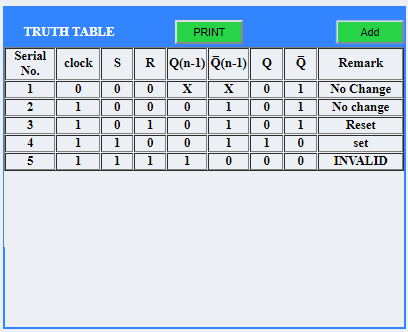 TRUTH TABLE PRINT Add
Serial No. clock S R Q(n-1) Q̅(n-1) Q Q̅ Remark
1 0 0 0 X X 0 1 No Change
2 1 0 0 0 1 0 1 No change
3 1 0 1 0 1 0 1 Reset
4 1 1 0 0 1 1 0 set
5 1 1 1 1 0 0 0 INVALID